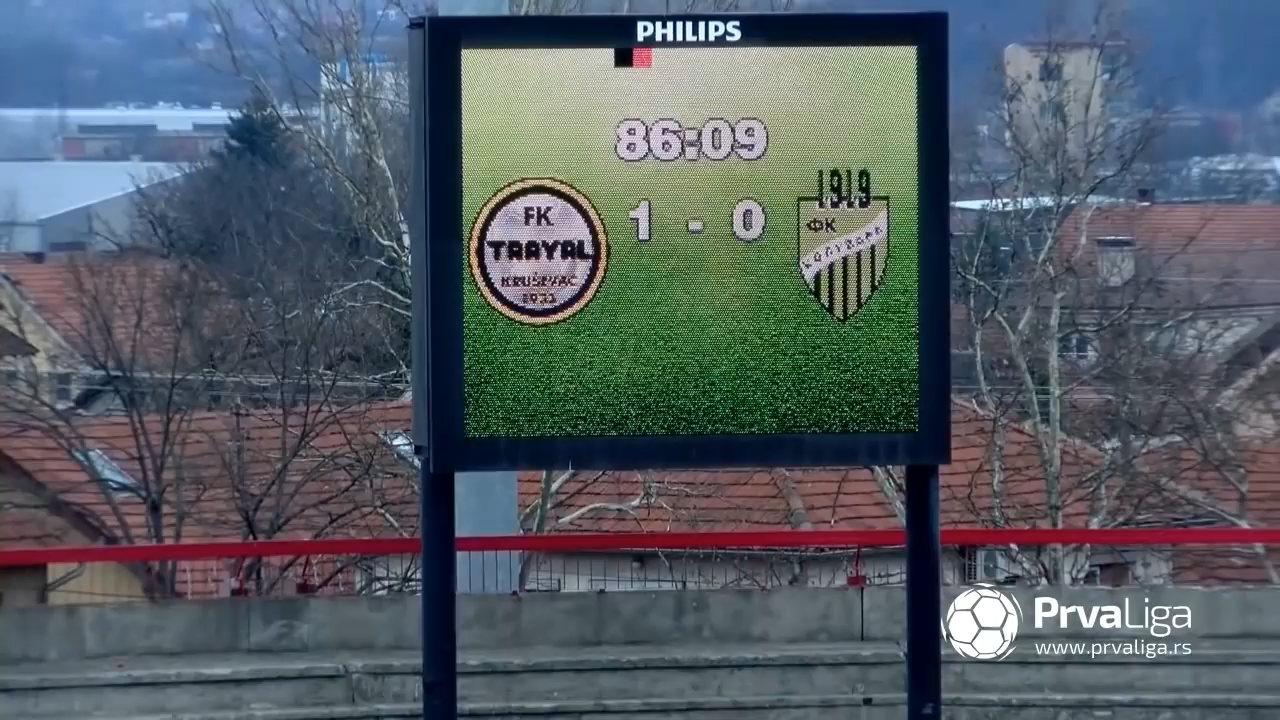 PHILIPS
86:09
1 - 0
FK
TRAYAL
KRUŠEVAC
1919
ФК
PrvaLiga
www.prvaliga.rs